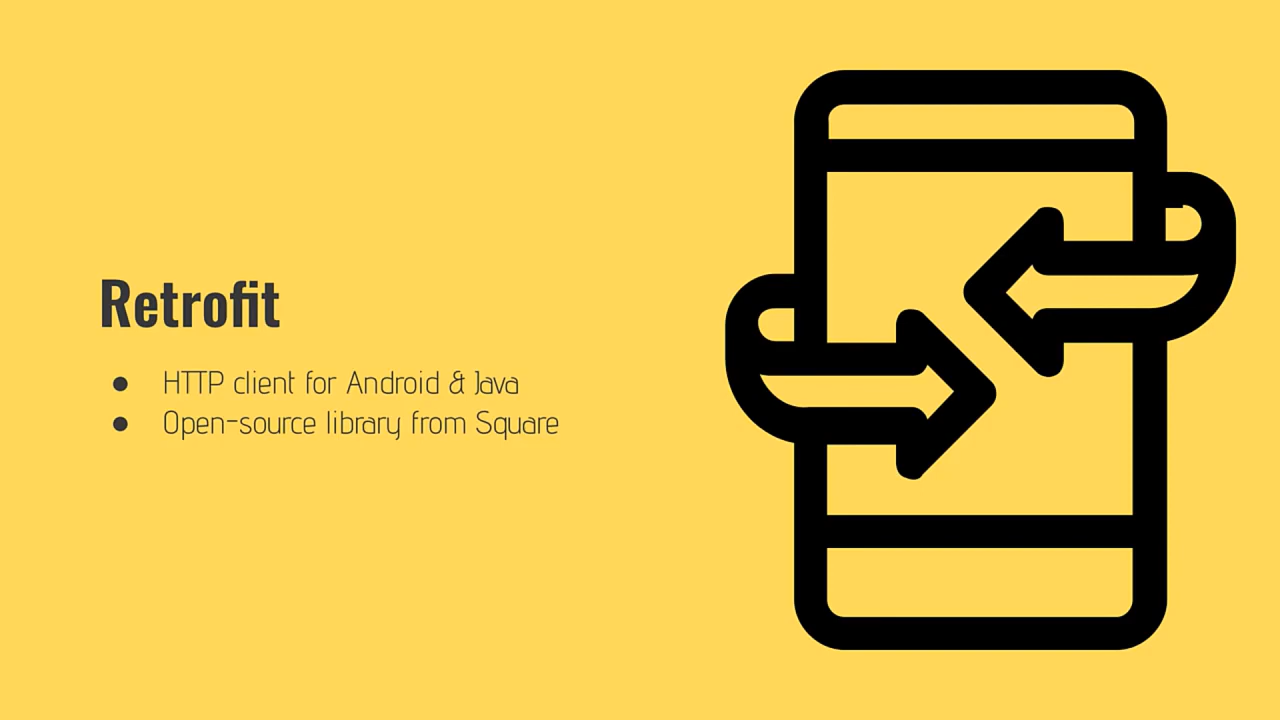 Retrofit
● HTTP client for Android & Java
● Open-source library from Square